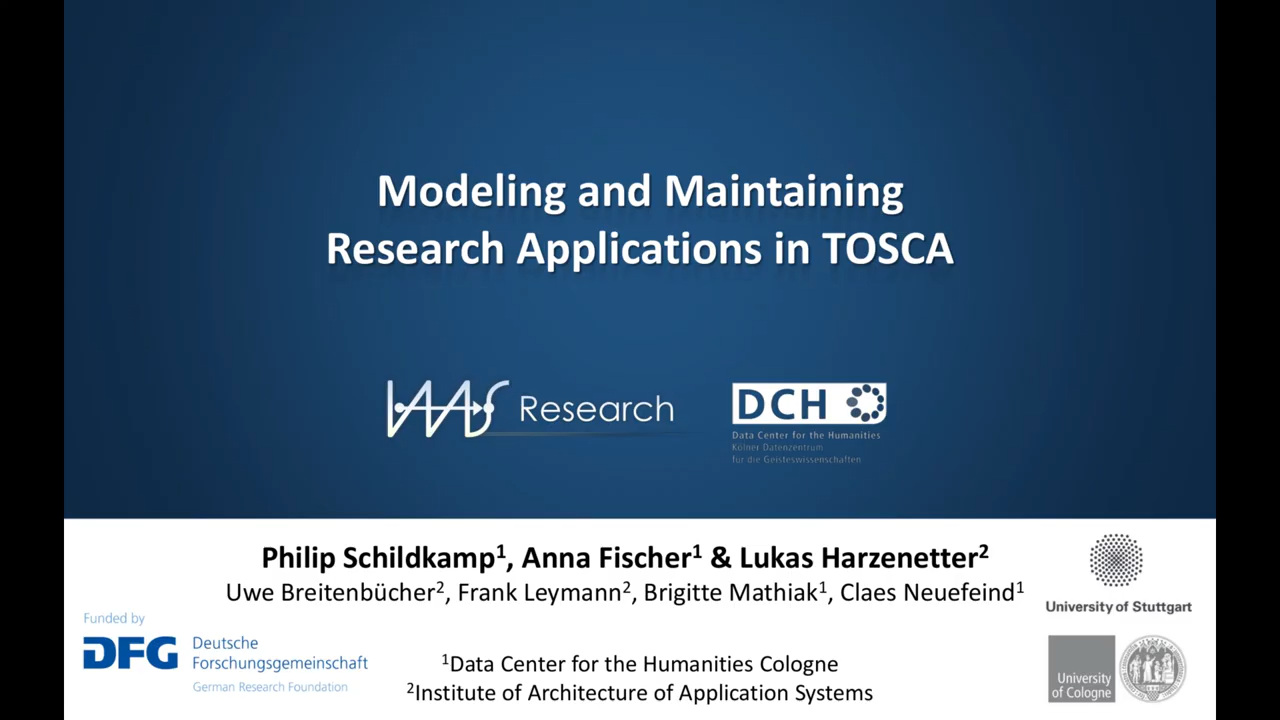 Modeling and Maintaining
Research Applications in TOSCA
IAAS Research
DCH
Data Center for the Humanities
Kölner Datenzentrum
für die Geisteswissenschaften
Philip Schildkamp¹, Anna Fischer¹ & Lukas Harzenetter²
Uwe Breitenbücher², Frank Leymann², Brigitte Mathiak¹, Claes Neuefeind¹
University of Stuttgart
Funded by
DFG Deutsche
Forschungsgemeinschaft
German Research Foundation
¹Data Center for the Humanities Cologne
²Institute of Architecture of Application Systems
University
of Cologne